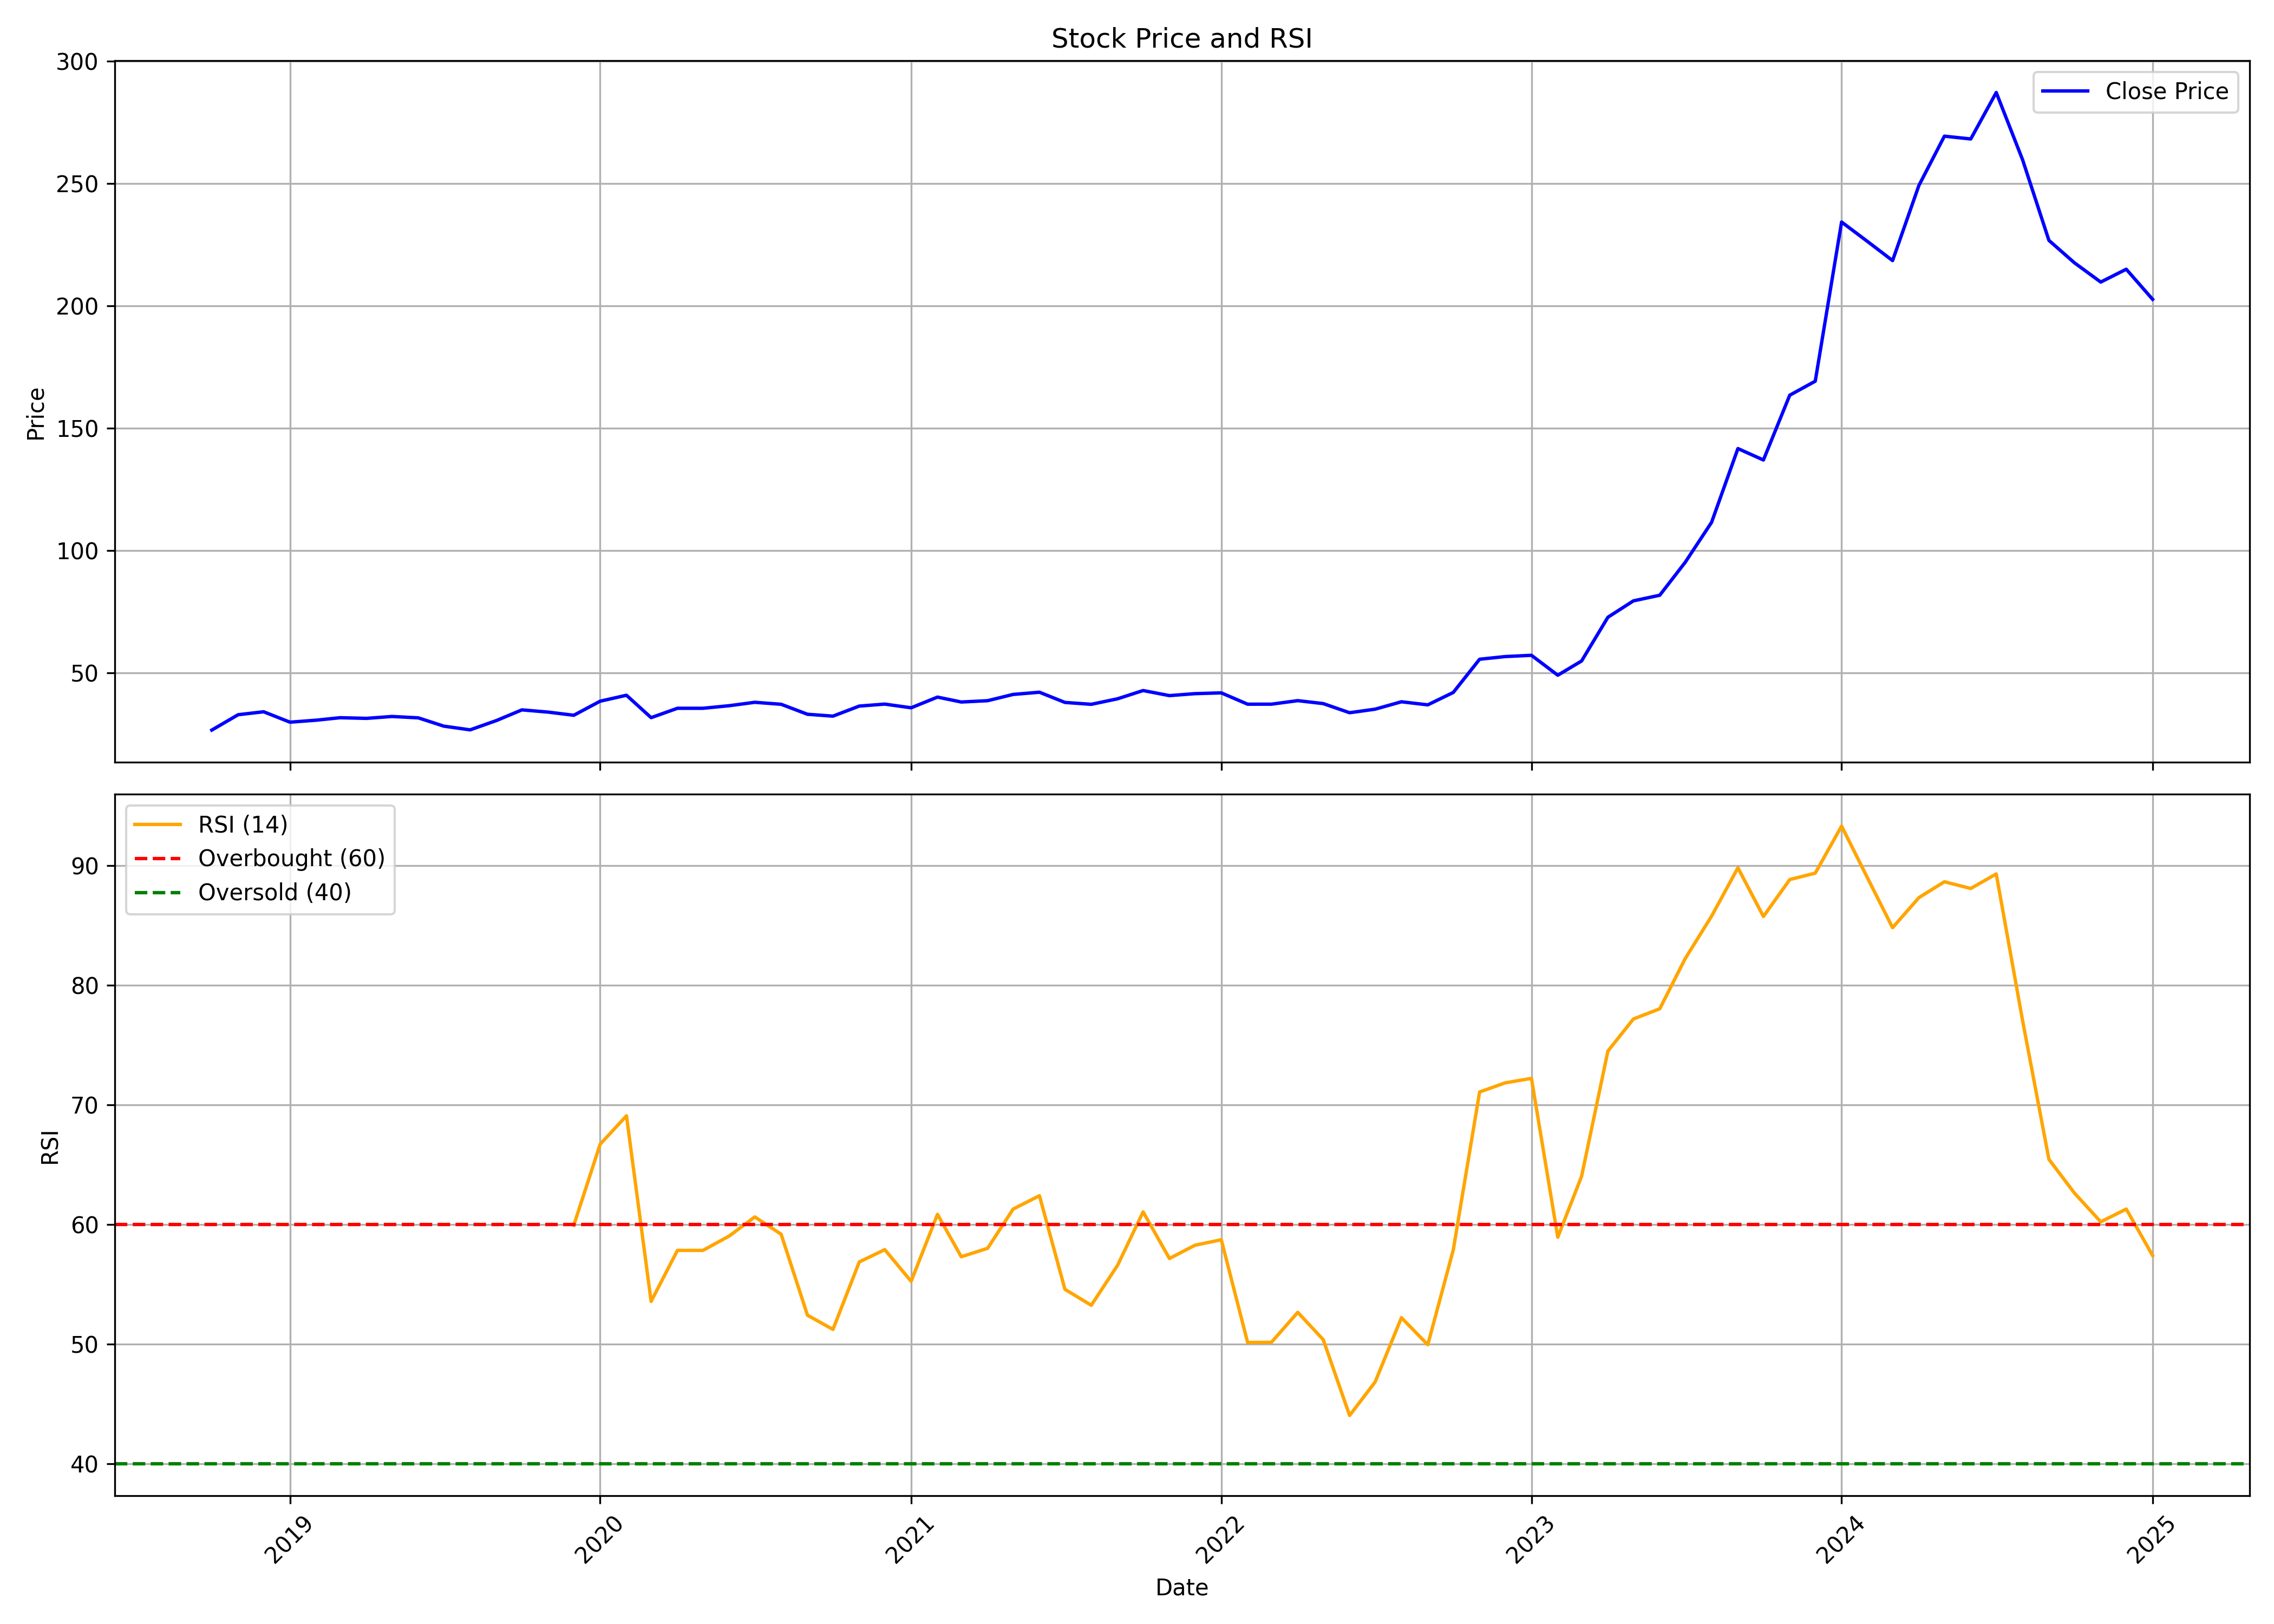 Stock Price and RSI
300
250
200
150
100
50
Price
Close Price
RSI (14)
Overbought (60)
Oversold (40)
90
80
70
60
50
40
RSI
2019
2020
2021
2022
2023
2024
2025
Date